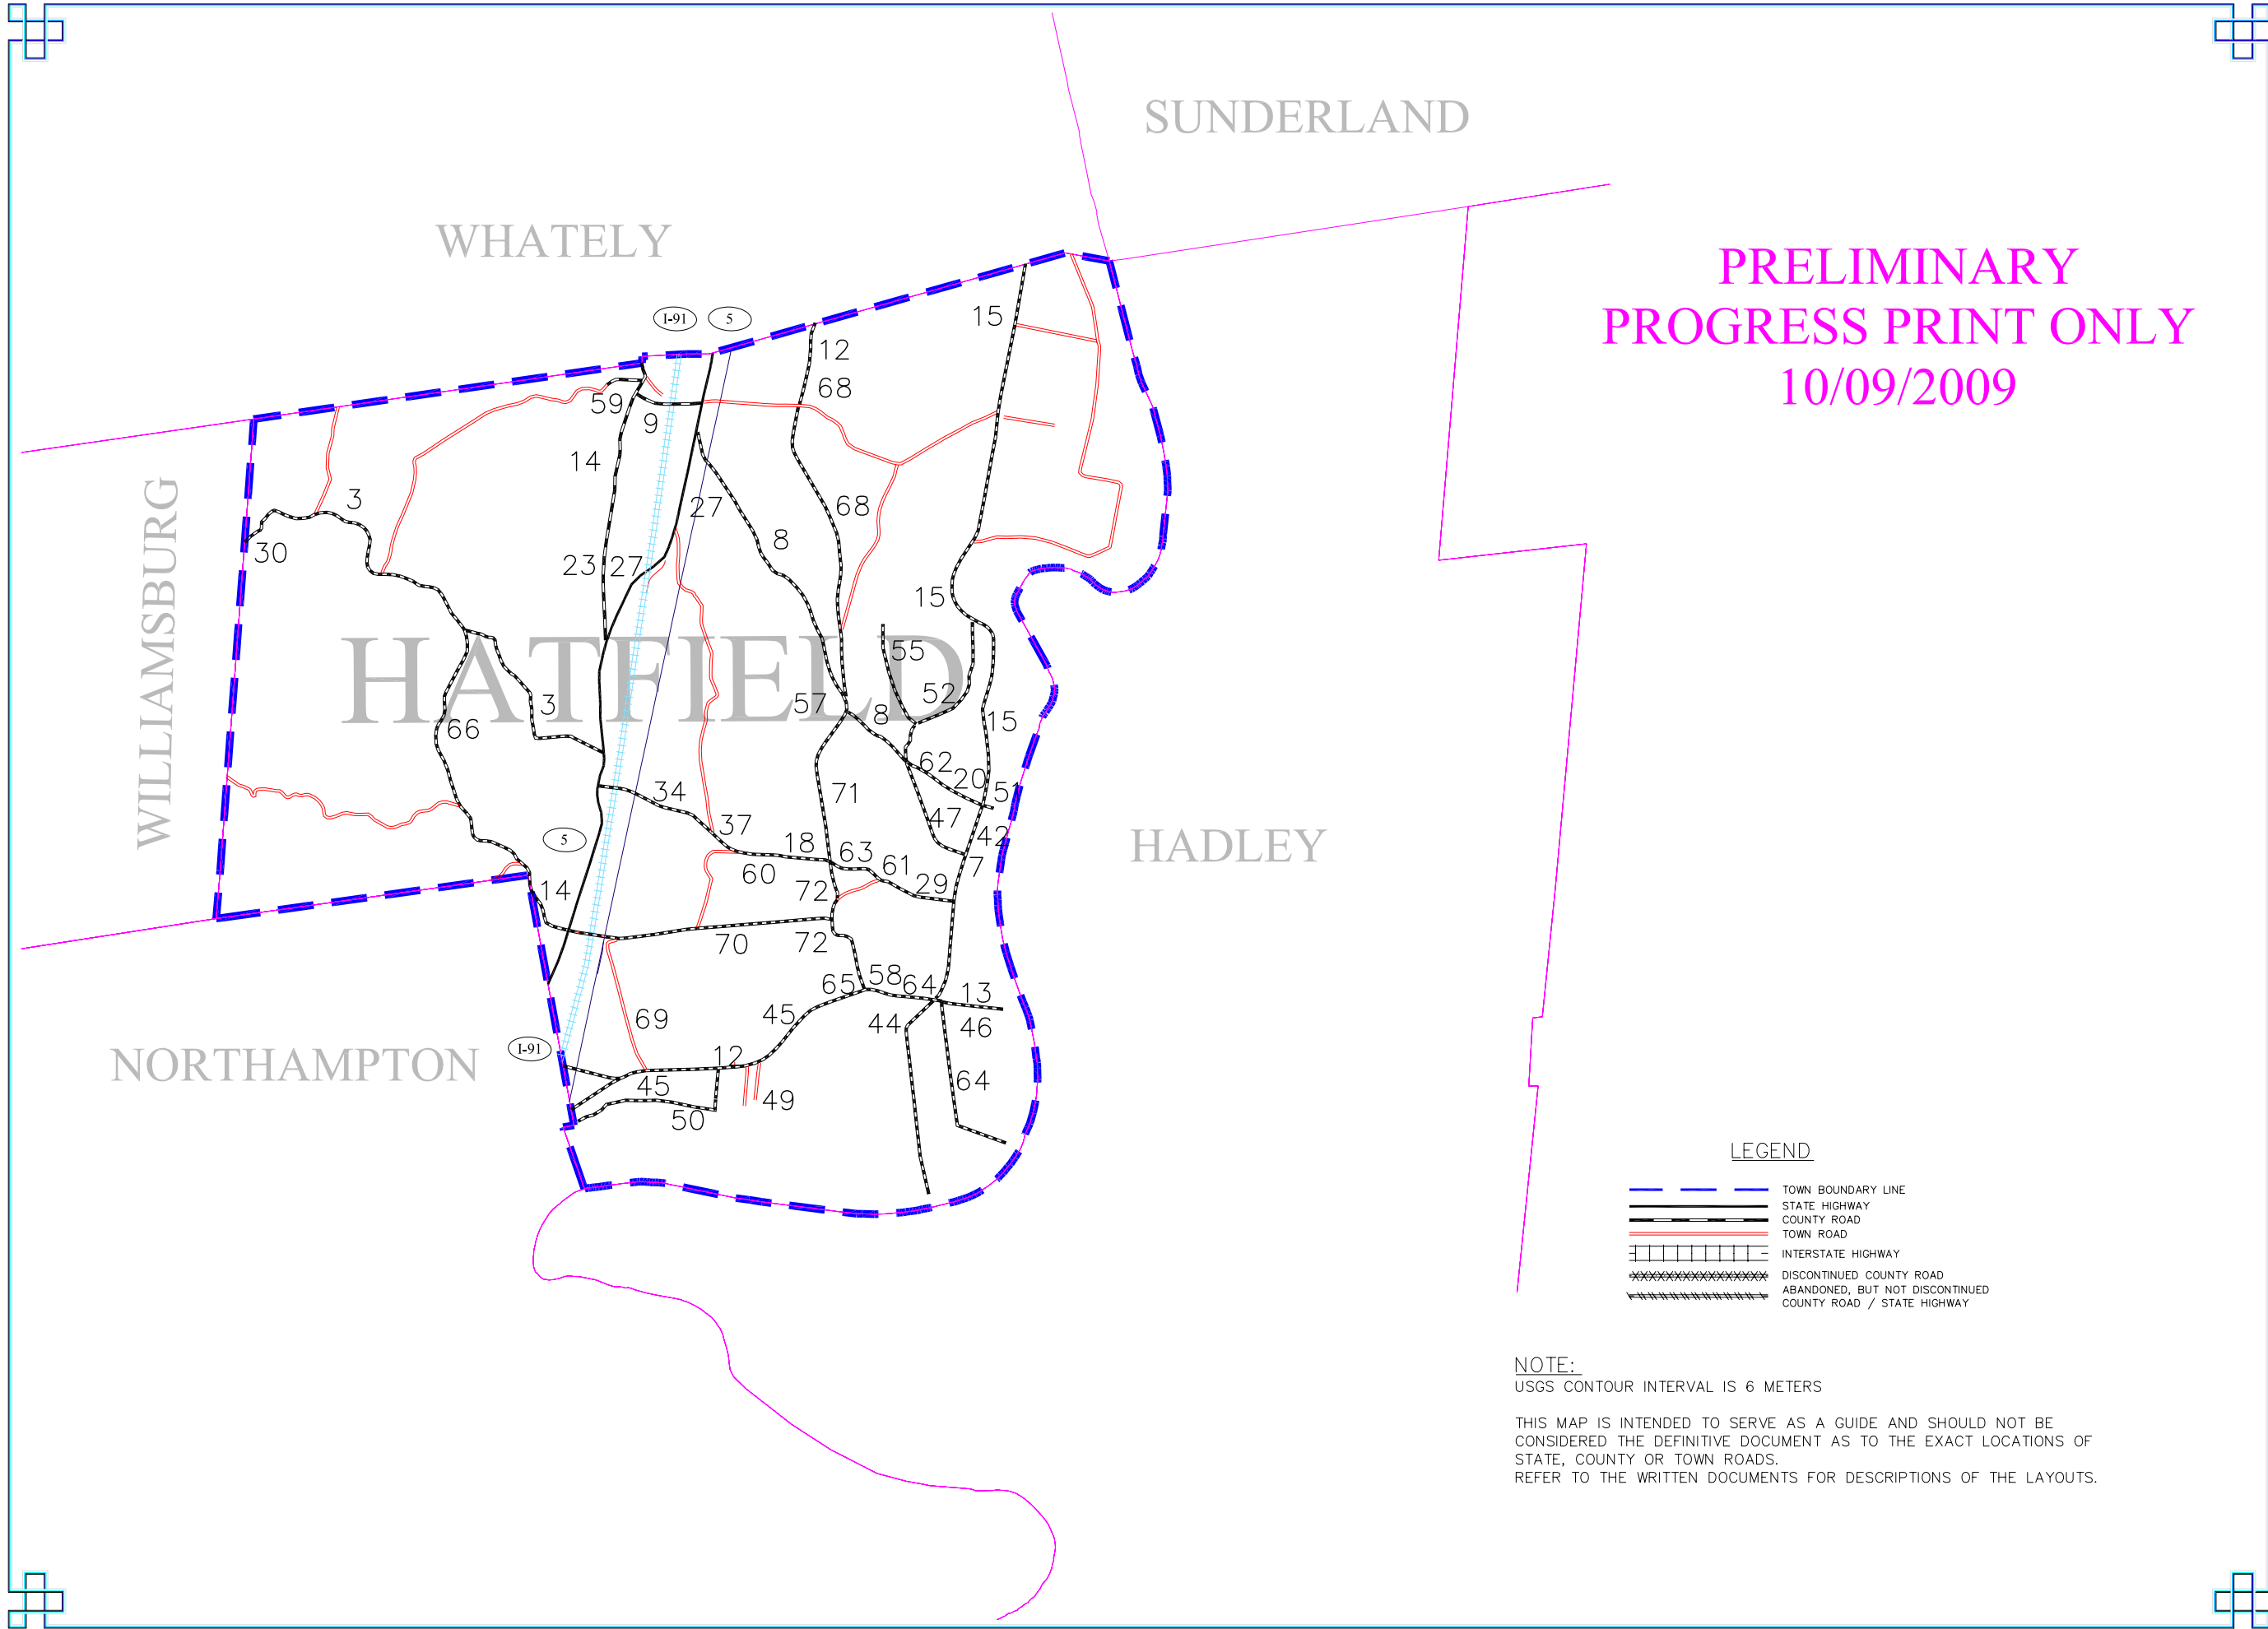 SUNDERLAND
WHATELY
PRELIMINARY
PROGRESS PRINT ONLY
10/09/2009
I-91
5
15
12
68
59
9
14
3
27
68
8
30
23
27
15
HATFIELD
WILLIAMSBURG
55
52
3
57
8
15
66
62
20
51
34
71
47
37
42
HADLEY
5
18
63
61
7
60
29
14
72
70
72
58
65
64
13
69
45
44
46
I-91
NORTHAMPTON
12
45
49
64
50
LEGEND
TOWN BOUNDARY LINE
STATE HIGHWAY
COUNTY ROAD
TOWN ROAD
INTERSTATE HIGHWAY
DISCONTINUED COUNTY ROAD
ABANDONED, BUT NOT DISCONTINUED
COUNTY ROAD / STATE HIGHWAY
NOTE:
USGS CONTOUR INTERVAL IS 6 METERS
THIS MAP IS INTENDED TO SERVE AS A GUIDE AND SHOULD NOT BE
CONSIDERED THE DEFINITIVE DOCUMENT AS TO THE EXACT LOCATIONS OF
STATE, COUNTY OR TOWN ROADS.
REFER TO THE WRITTEN DOCUMENTS FOR DESCRIPTIONS OF THE LAYOUTS.